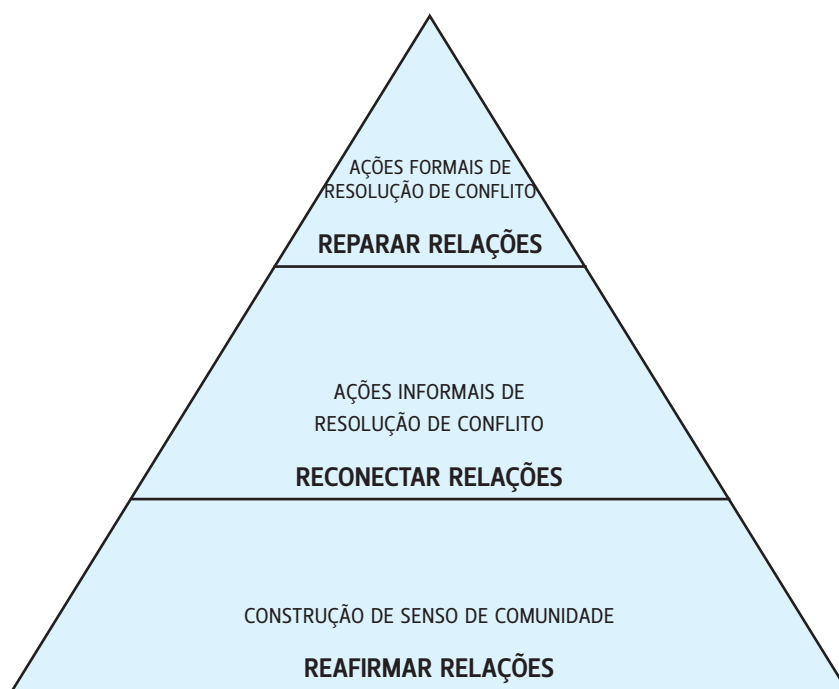 AÇÕES FORMAIS DE
RESOLUÇÃO DE CONFLITO
REPARAR RELAÇÕES
AÇÕES INFORMAIS DE
RESOLUÇÃO DE CONFLITO
RECONECTAR RELAÇÕES
CONSTRUÇÃO DE SENSO DE COMUNIDADE
REAFIRMAR RELAÇÕES